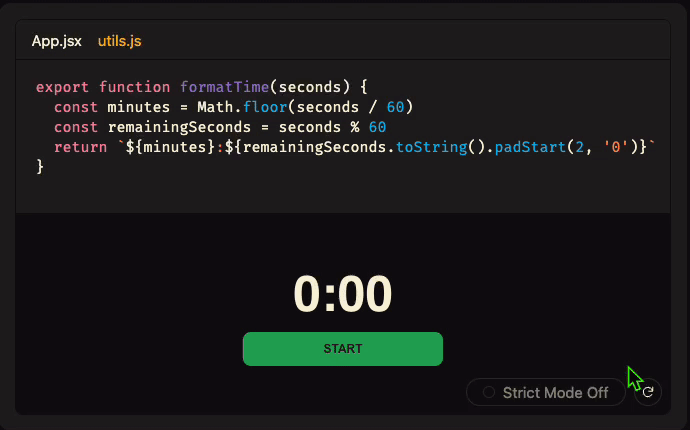 App.jsx utils.js
export function formatTime(seconds) {
  const minutes = Math.floor(seconds / 60)
  const remainingSeconds = seconds % 60
  return `${minutes}:${remainingSeconds.toString().padStart(2, '0')}`
}
0:00
START
Strict Mode Off